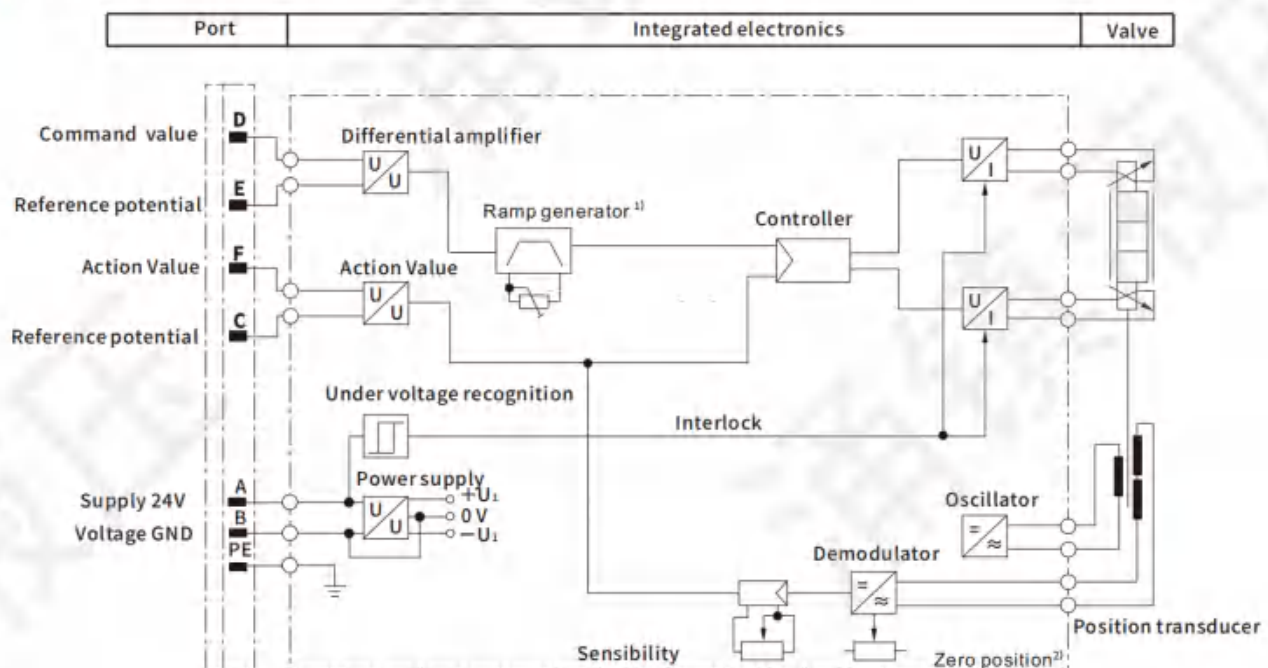 Port Integrated electronics Valve
D
Command value
Differential amplifier
U
U
U
I
E
Reference potential
Ramp generator ¹⁾
Controller
F
Action Value
Action Value
U
U
U
I
C
Reference potential
Under voltage recognition
Interlock
A
Supply 24V
Power supply
+U₁
U
U
0 V
B
Voltage GND
−U₁
Oscillator
=
≈
PE
Demodulator
=
≈
Position transducer
Sensibility
Zero position²⁾